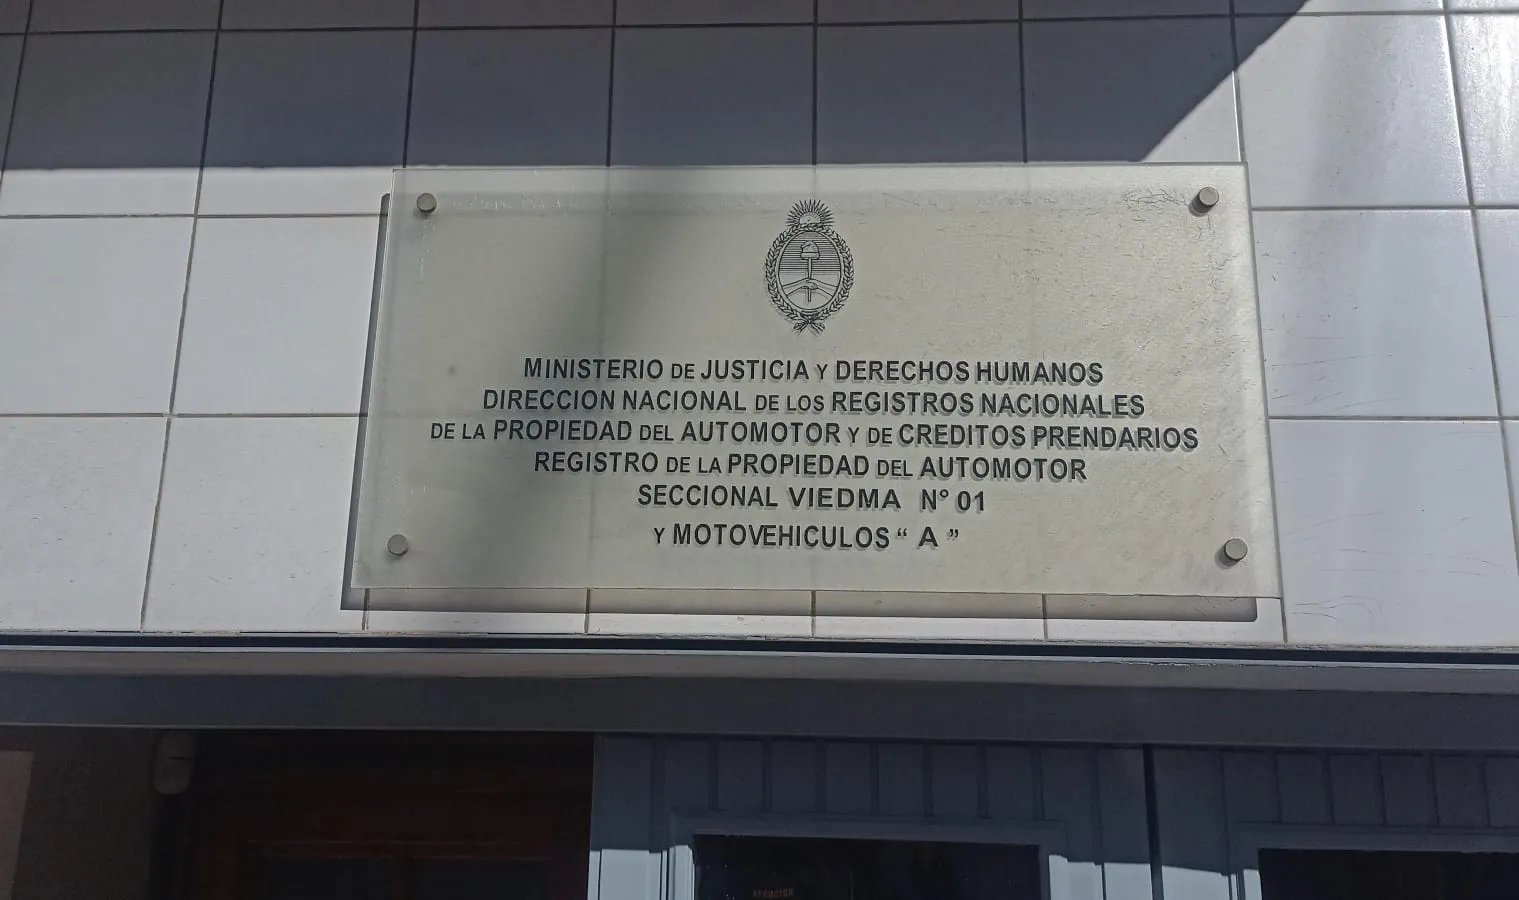 MINISTERIO DE JUSTICIA Y DERECHOS HUMANOS
DIRECCION NACIONAL DE LOS REGISTROS NACIONALES
DE LA PROPIEDAD DEL AUTOMOTOR Y DE CREDITOS PRENDARIOS
REGISTRO DE LA PROPIEDAD DEL AUTOMOTOR
SECCIONAL VIEDMA N° 01
Y MOTOVEHICULOS “ A ”